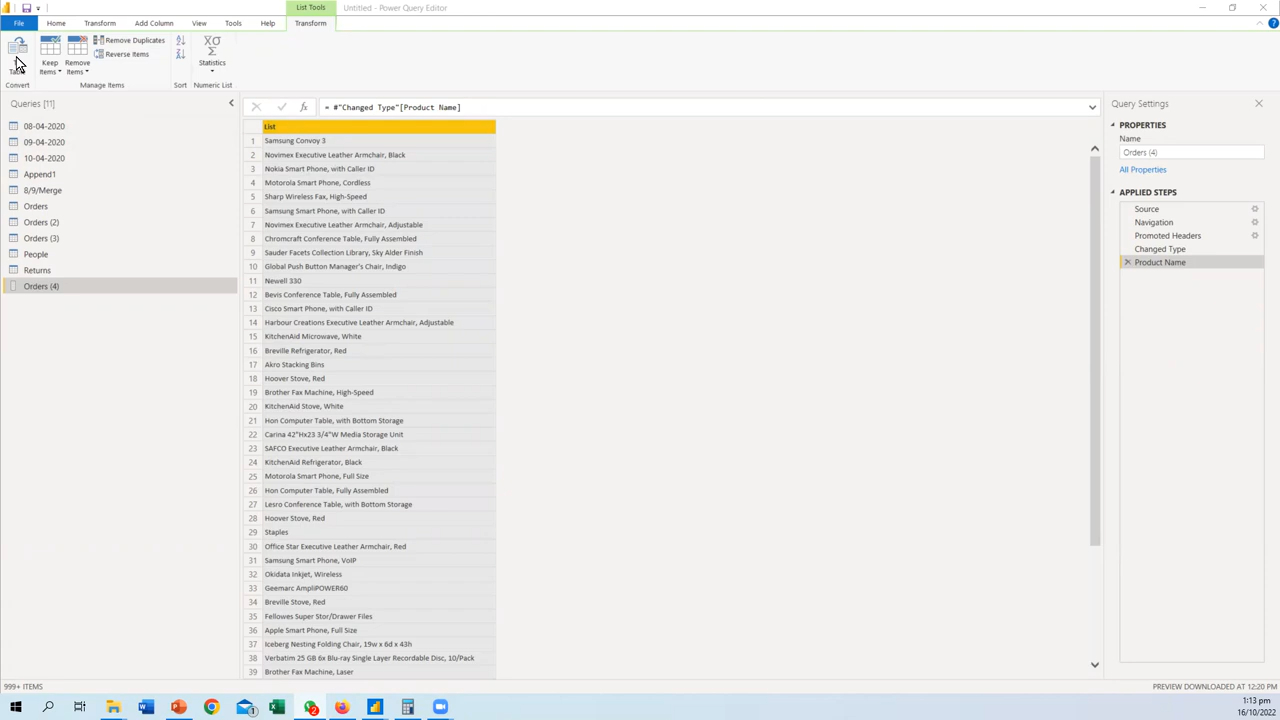 List Tools
Untitled - Power Query Editor
File
Home
Transform
Add Column
View
Tools
Help
Transform
Keep Items
Remove Items
Remove Duplicates
Reverse Items
Statistics
Convert
Manage Items
Sort
Numeric List
Queries [11]
08-04-2020
09-04-2020
10-04-2020
Append1
8/9/Merge
Orders
Orders (2)
Orders (3)
People
Returns
Orders (4)
= #"Changed Type"[Product Name]
List
1 Samsung Convoy 3
2 Novimex Executive Leather Armchair, Black
3 Nokia Smart Phone, with Caller ID
4 Motorola Smart Phone, Cordless
5 Sharp Wireless Fax, High-Speed
6 Samsung Smart Phone, with Caller ID
7 Novimex Executive Leather Armchair, Adjustable
8 Chromcraft Conference Table, Fully Assembled
9 Sauder Facets Collection Library, Sky Alder Finish
10 Global Push Button Manager's Chair, Indigo
11 Newell 330
12 Bevis Conference Table, Fully Assembled
13 Cisco Smart Phone, with Caller ID
14 Harbour Creations Executive Leather Armchair, Adjustable
15 KitchenAid Microwave, White
16 Breville Refrigerator, Red
17 Akro Stacking Bins
18 Hoover Stove, Red
19 Brother Fax Machine, High-Speed
20 KitchenAid Stove, White
21 Hon Computer Table, with Bottom Storage
22 Carina 42"Hx23 3/4"W Media Storage Unit
23 SAFCO Executive Leather Armchair, Black
24 KitchenAid Refrigerator, Black
25 Motorola Smart Phone, Full Size
26 Hon Computer Table, Fully Assembled
27 Lesro Conference Table, with Bottom Storage
28 Hoover Stove, Red
29 Staples
30 Office Star Executive Leather Armchair, Red
31 Samsung Smart Phone, VoIP
32 Okidata Inkjet, Wireless
33 Geemarc AmpliPOWER60
34 Breville Stove, Red
35 Fellowes Super Stor/Drawer Files
36 Apple Smart Phone, Full Size
37 Iceberg Nesting Folding Chair, 19w x 6d x 43h
38 Verbatim 25 GB 6x Blu-ray Single Layer Recordable Disc, 10/Pack
39 Brother Fax Machine, Laser
Query Settings
PROPERTIES
Name
Orders (4)
All Properties
APPLIED STEPS
Source
Navigation
Promoted Headers
Changed Type
Product Name
999+ ITEMS
PREVIEW DOWNLOADED AT 12:20 PM
1:13 pm
16/10/2022